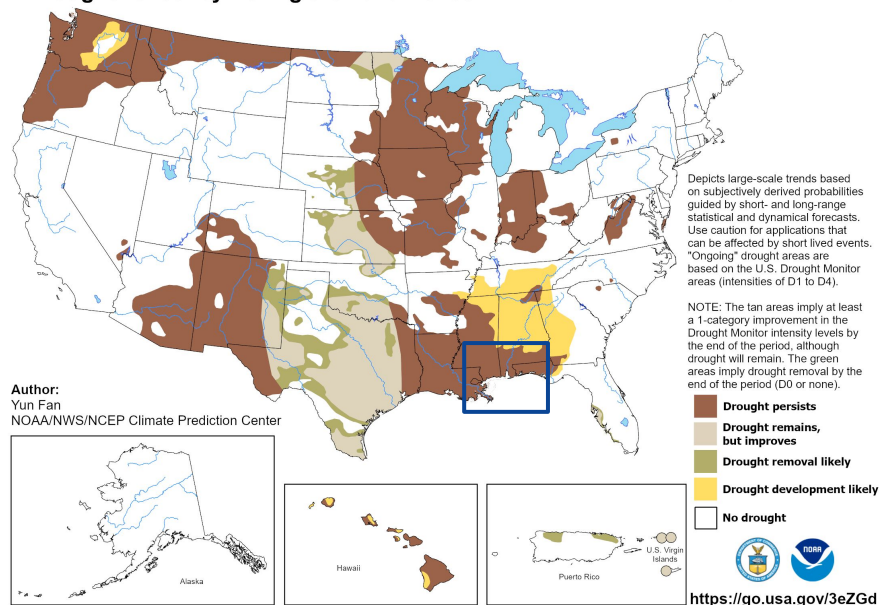 Depicts large-scale trends based
on subjectively derived probabilities
guided by short- and long-range
statistical and dynamical forecasts.
Use caution for applications that
can be affected by short lived events.
"Ongoing" drought areas are
based on the U.S. Drought Monitor
areas (intensities of D1 to D4).
NOTE: The tan areas imply at least
a 1-category improvement in the
Drought Monitor intensity levels by
the end of the period, although
drought will remain. The green
areas imply drought removal by the
end of the period (D0 or none).
Author:
Yun Fan
NOAA/NWS/NCEP Climate Prediction Center
Drought persists
Drought remains,
but improves
Drought removal likely
Drought development likely
No drought
Alaska
Hawaii
Puerto Rico
U.S. Virgin
Islands
NOAA
https://go.usa.gov/3eZGd